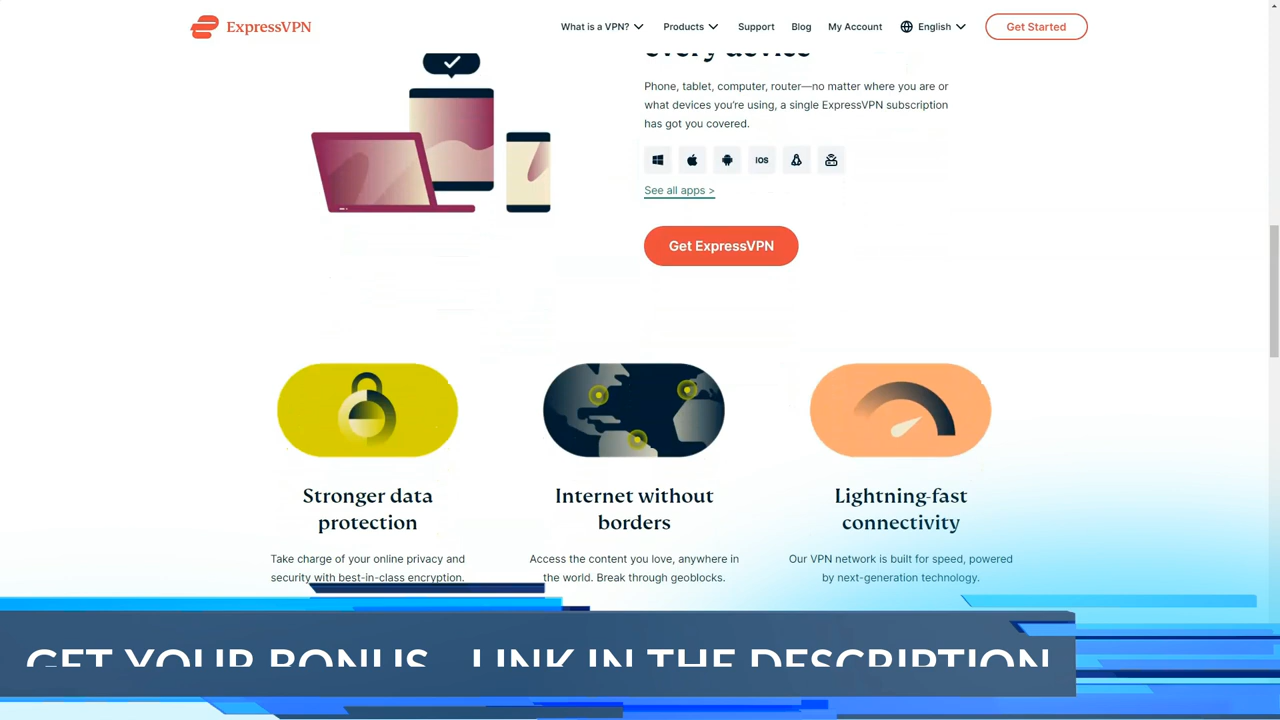 ExpressVPN
What is a VPN?
Products
Support
Blog
My Account
English
Get Started
every device
Phone, tablet, computer, router—no matter where you are or
what devices you're using, a single ExpressVPN subscription
has got you covered.
iOS
See all apps >
Get ExpressVPN
Stronger data
protection
Take charge of your online privacy and
security with best-in-class encryption.
Internet without
borders
Access the content you love, anywhere in
the world. Break through geoblocks.
Lightning-fast
connectivity
Our VPN network is built for speed, powered
by next-generation technology.
GET YOUR BONUS - LINK IN THE DESCRIPTION